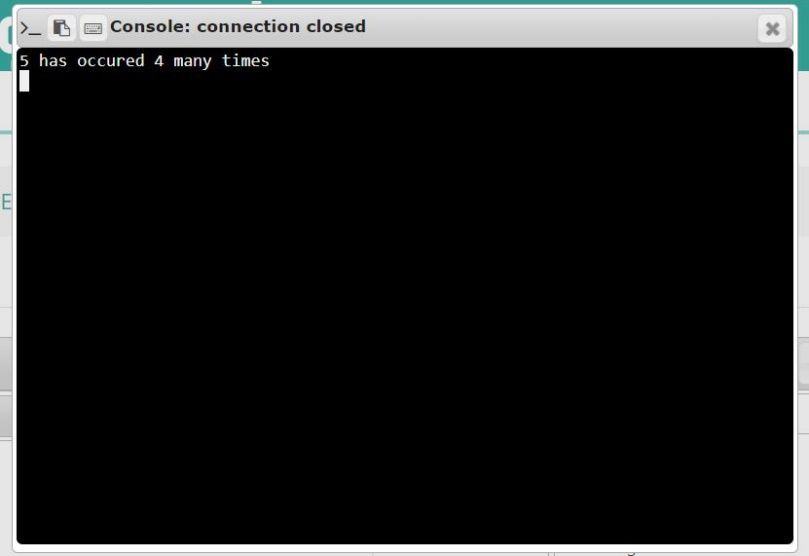 Console: connection closed
5 has occured 4 many times
E